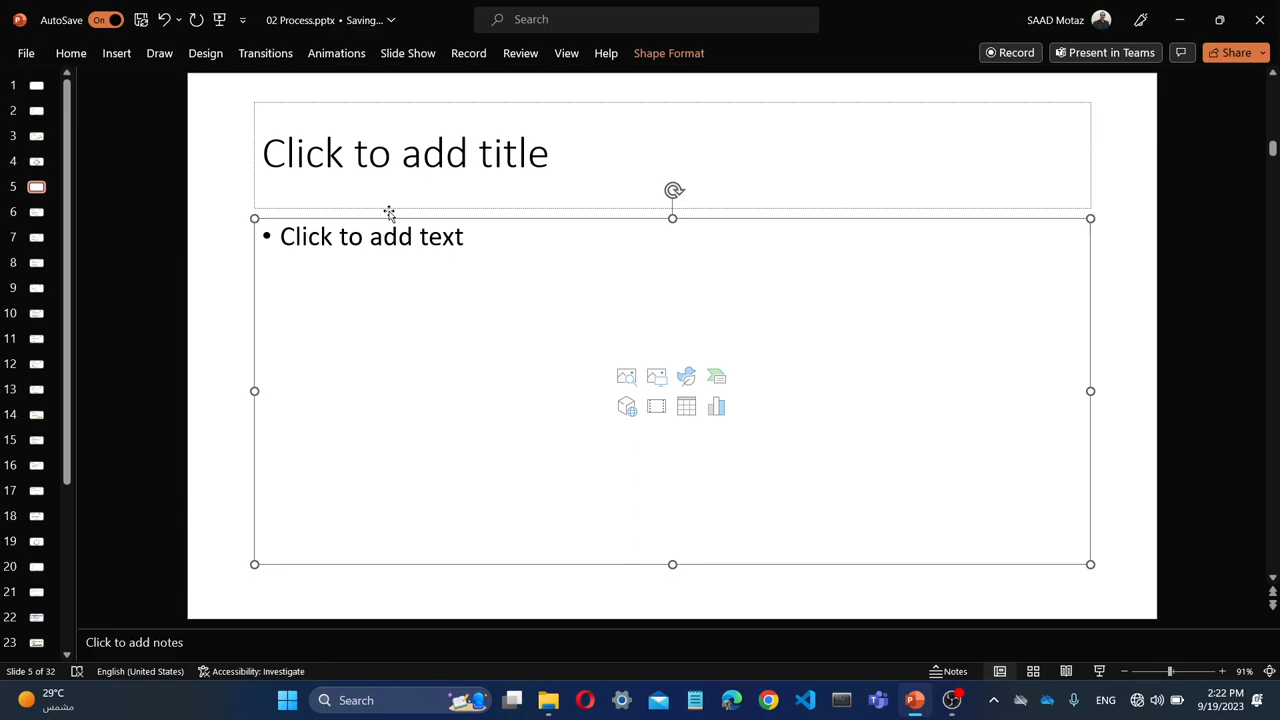 AutoSave On 02 Process.pptx • Saving... Search SAAD Motaz
File Home Insert Draw Design Transitions Animations Slide Show Record Review View Help Shape Format Record Present in Teams Share
1
2
3
4
5
6
7
8
9
10
11
12
13
14
15
16
17
18
19
20
21
22
23
Click to add title
• Click to add text
Click to add notes
Slide 5 of 32 English (United States) Accessibility: Investigate Notes 91%
29°C
مشمس
Search
ENG
2:22 PM
9/19/2023